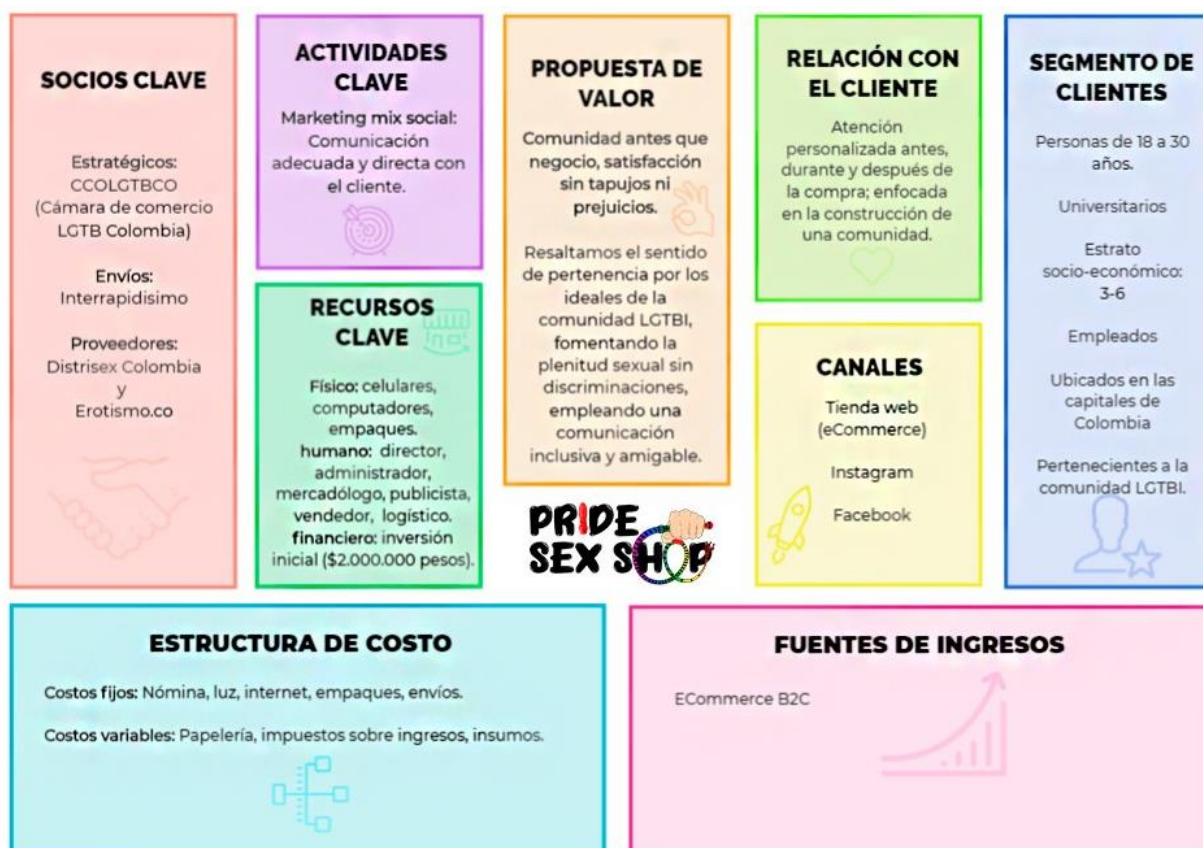 SOCIOS CLAVE
Estratégicos:
CCOLGTBCO
(Cámara de comercio
LGTB Colombia)
Envíos:
Interrapidisimo
Proveedores:
Distrisex Colombia
y
Erotismo.co
ACTIVIDADES
CLAVE
Marketing mix social:
Comunicación
adecuada y directa con
el cliente.
RECURSOS
CLAVE
Físico: celulares,
computadores,
empaques.
humano: director,
administrador,
mercadólogo, publicista,
vendedor, logístico.
financiero: inversión
inicial ($2.000.000 pesos).
PROPUESTA DE
VALOR
Comunidad antes que
negocio, satisfacción
sin tapujos ni
prejuicios.
Resaltamos el sentido
de pertenencia por los
ideales de la
comunidad LGTBI,
fomentando la
plenitud sexual sin
discriminaciones,
empleando una
comunicación
inclusiva y amigable.
PRIDE
SEX SHOP
RELACIÓN CON
EL CLIENTE
Atención
personalizada antes,
durante y después de
la compra; enfocada
en la construcción de
una comunidad.
CANALES
Tienda web
(eCommerce)
Instagram
Facebook
SEGMENTO DE
CLIENTES
Personas de 18 a 30
años.
Universitarios
Estrato
socio-económico:
3-6
Empleados
Ubicados en las
capitales de
Colombia
Pertenecientes a la
comunidad LGTBI.
ESTRUCTURA DE COSTO
Costos fijos: Nómina, luz, internet, empaques, envíos.
Costos variables: Papelería, impuestos sobre ingresos, insumos.
FUENTES DE INGRESOS
ECommerce B2C